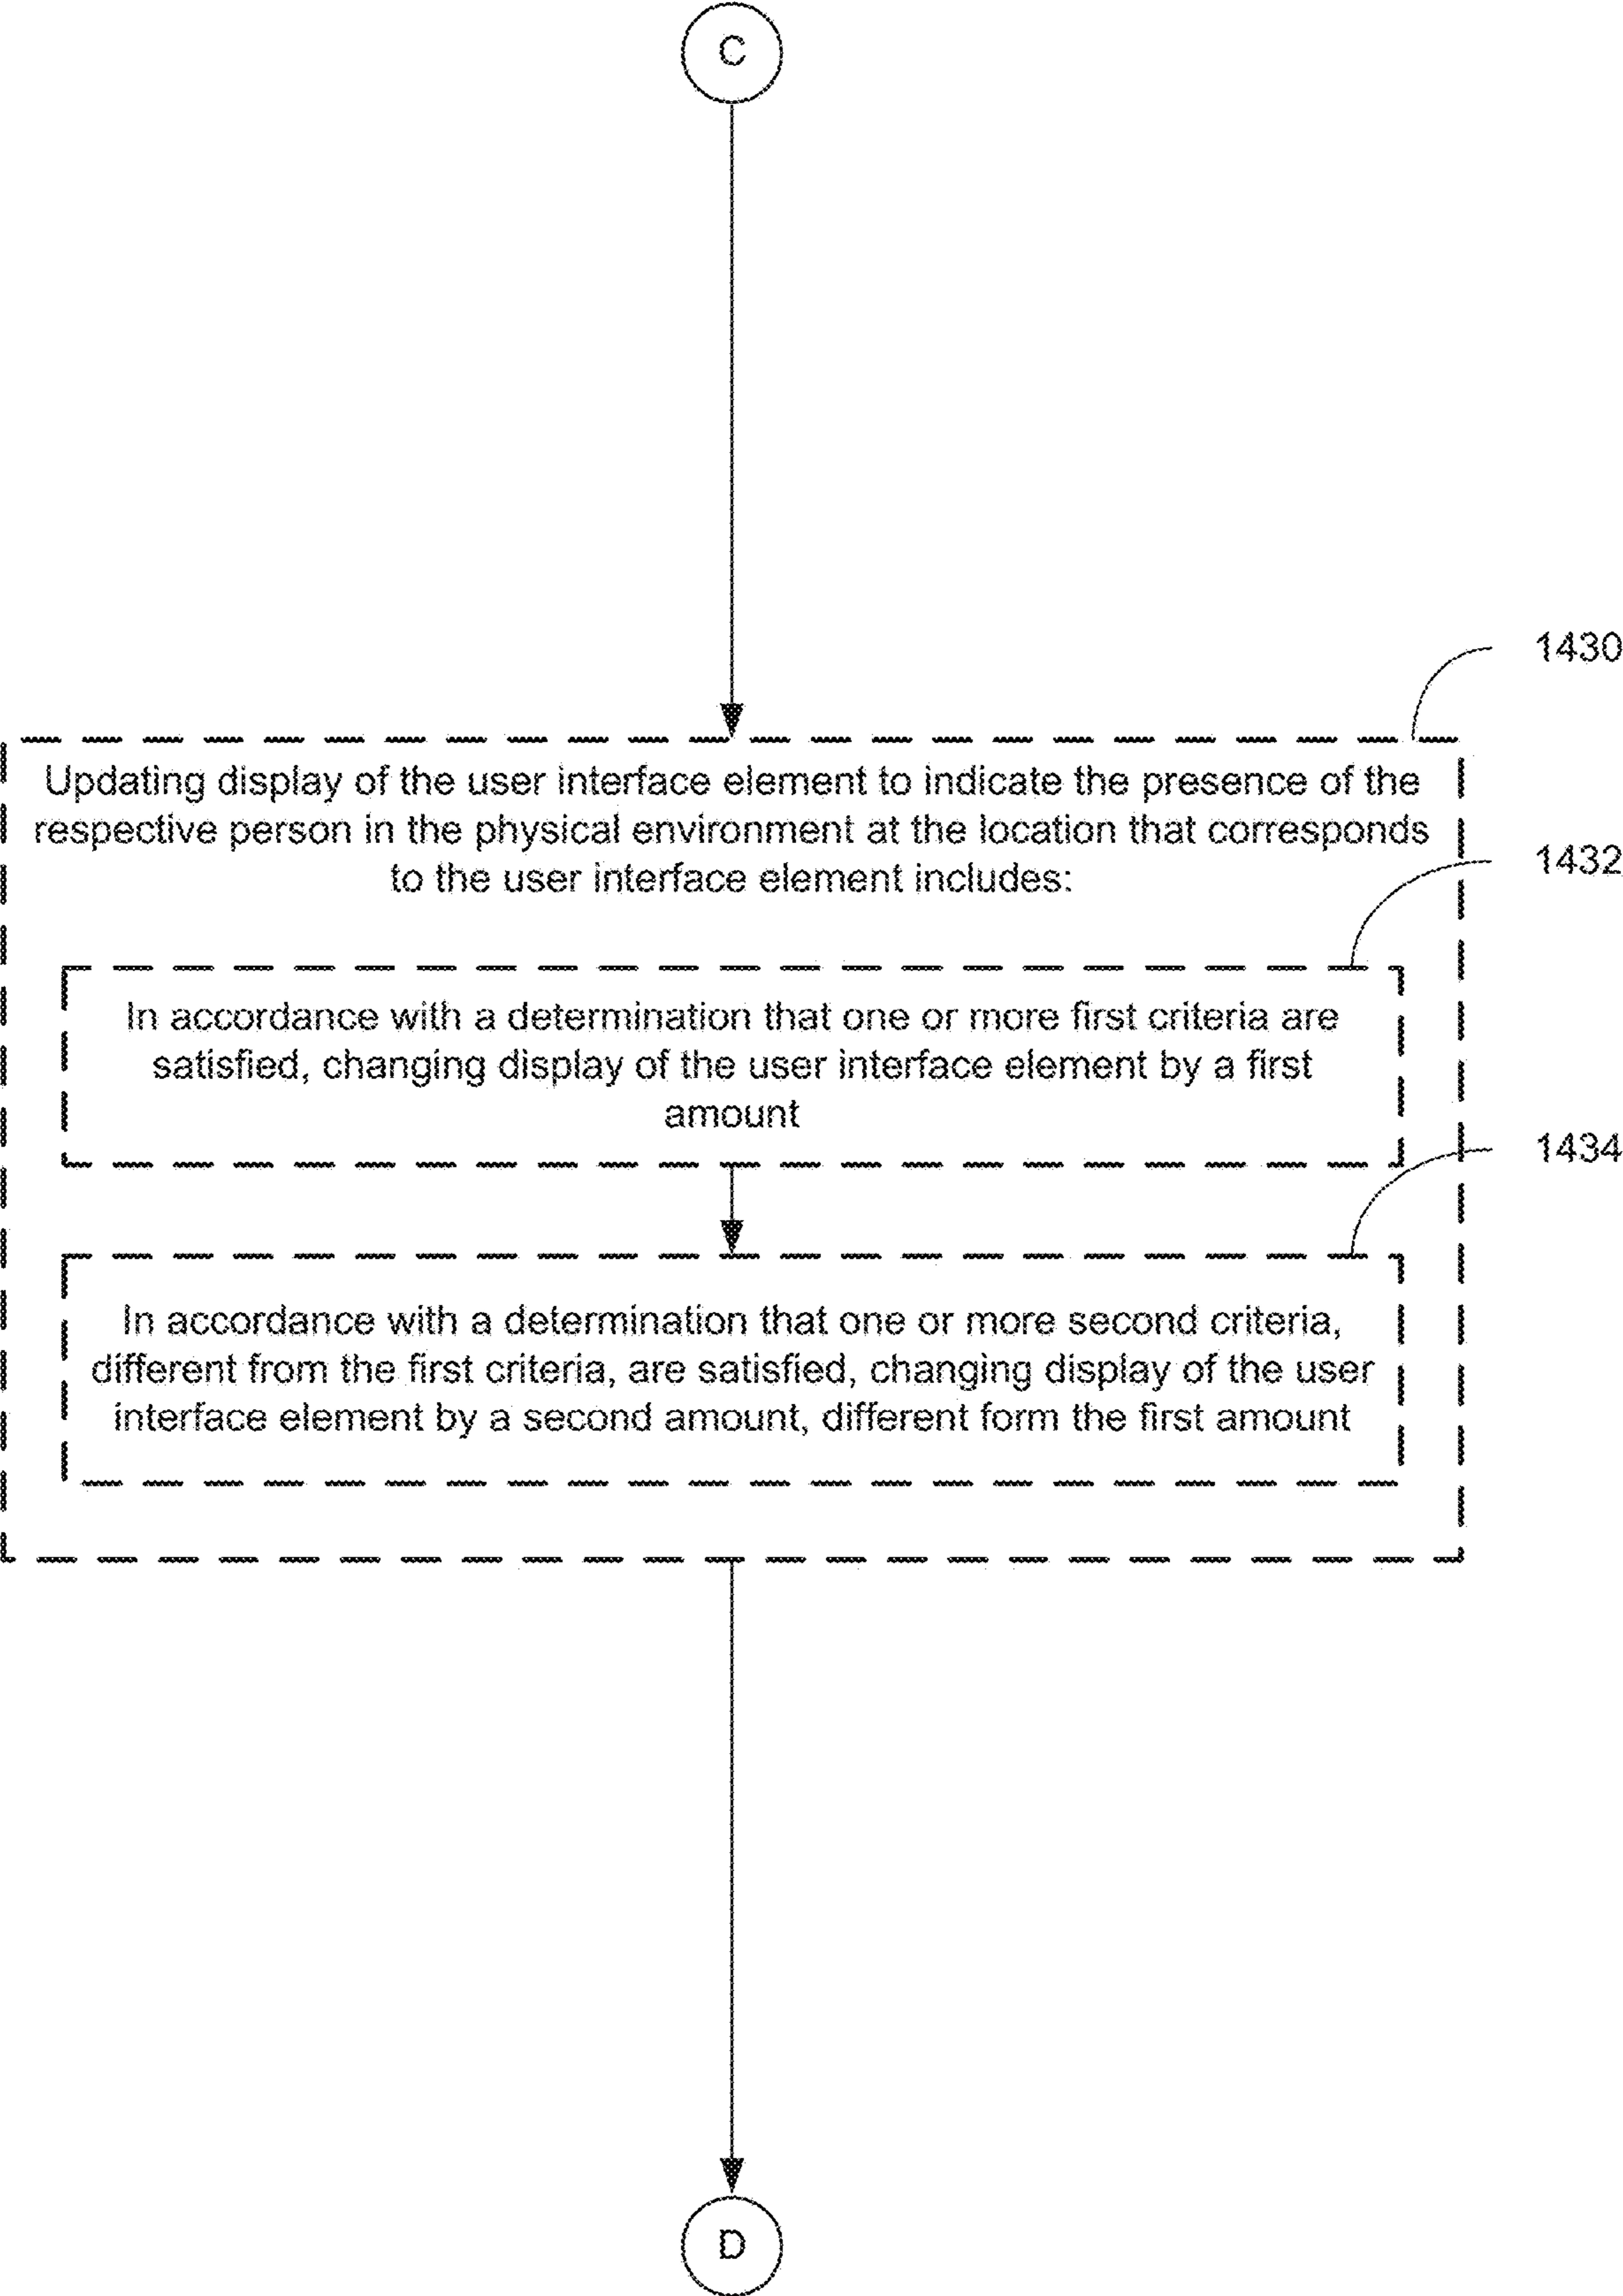 C
1430
Updating display of the user interface element to indicate the presence of the
respective person in the physical environment at the location that corresponds
to the user interface element includes:
1432
In accordance with a determination that one or more first criteria are
satisfied, changing display of the user interface element by a first
amount
1434
In accordance with a determination that one or more second criteria,
different from the first criteria, are satisfied, changing display of the user
interface element by a second amount, different form the first amount
D